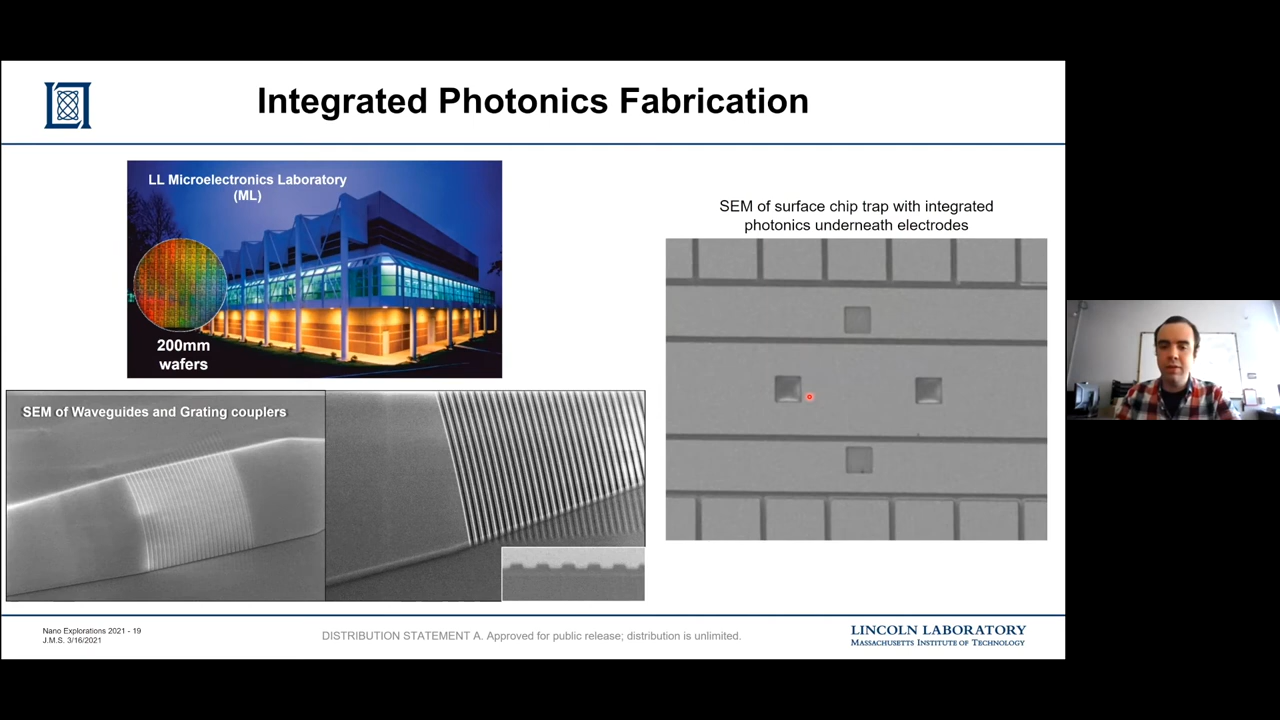 Integrated Photonics Fabrication
LL Microelectronics Laboratory
(ML)
200mm
wafers
SEM of Waveguides and Grating couplers
SEM of surface chip trap with integrated
photonics underneath electrodes
Nano Explorations 2021 - 19
J.M.S. 3/16/2021
DISTRIBUTION STATEMENT A. Approved for public release; distribution is unlimited.
LINCOLN LABORATORY
MASSACHUSETTS INSTITUTE OF TECHNOLOGY